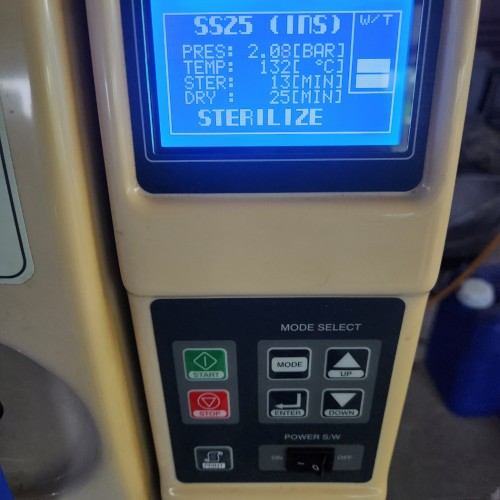 SS25 (INS)
W/T
PRES: 2.08[BAR]
TEMP: 132[ °C]
STER: 13[MIN]
DRY : 25[MIN]
STERILIZE
MODE SELECT
START
MODE
UP
STOP
ENTER
DOWN
POWER S/W
PRINT
ON
OFF